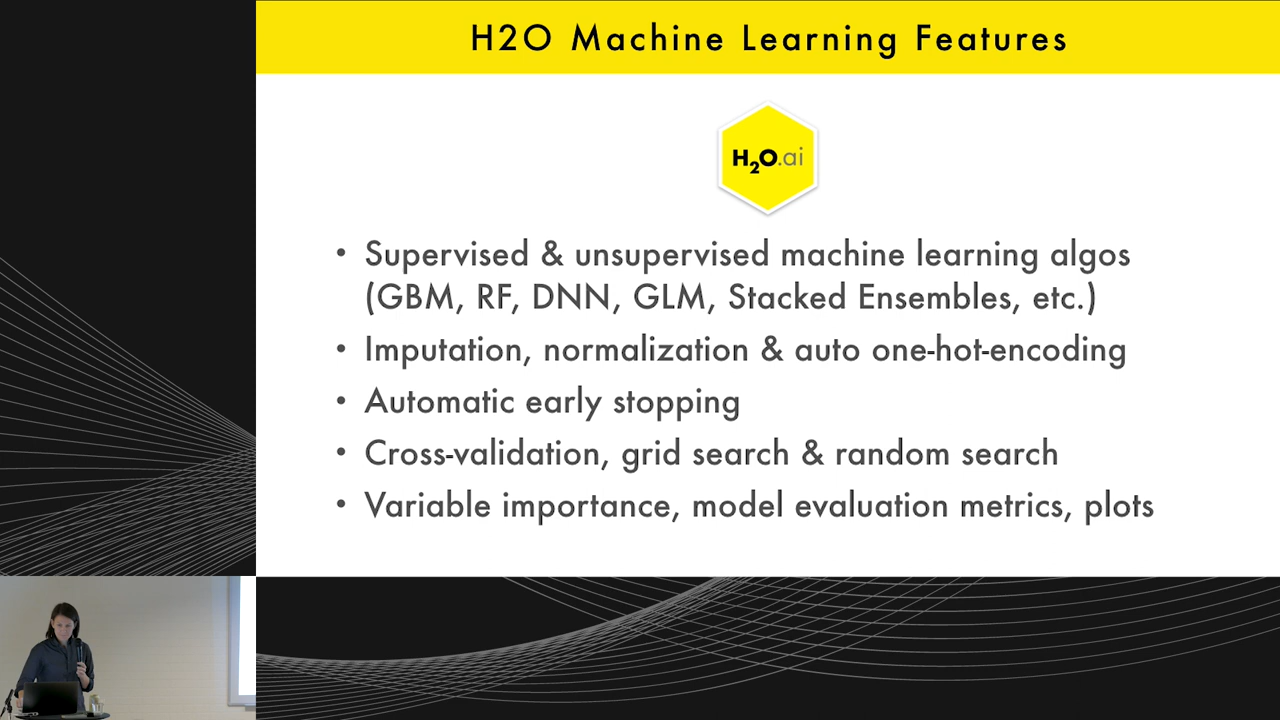 H2O Machine Learning Features
H2O.ai
• Supervised & unsupervised machine learning algos
(GBM, RF, DNN, GLM, Stacked Ensembles, etc.)
• Imputation, normalization & auto one-hot-encoding
• Automatic early stopping
• Cross-validation, grid search & random search
• Variable importance, model evaluation metrics, plots